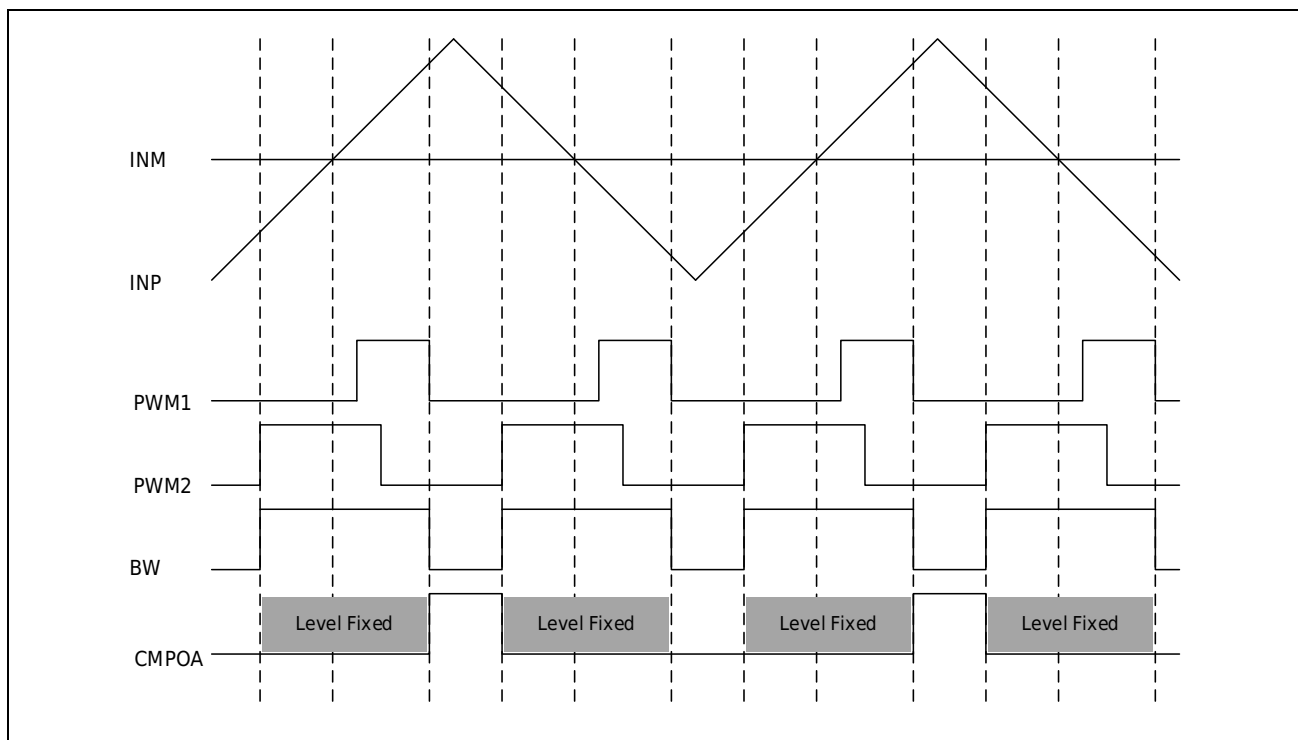 INM
INP
PWM1
PWM2
BW
Level Fixed Level Fixed Level Fixed Level Fixed
CMPOA